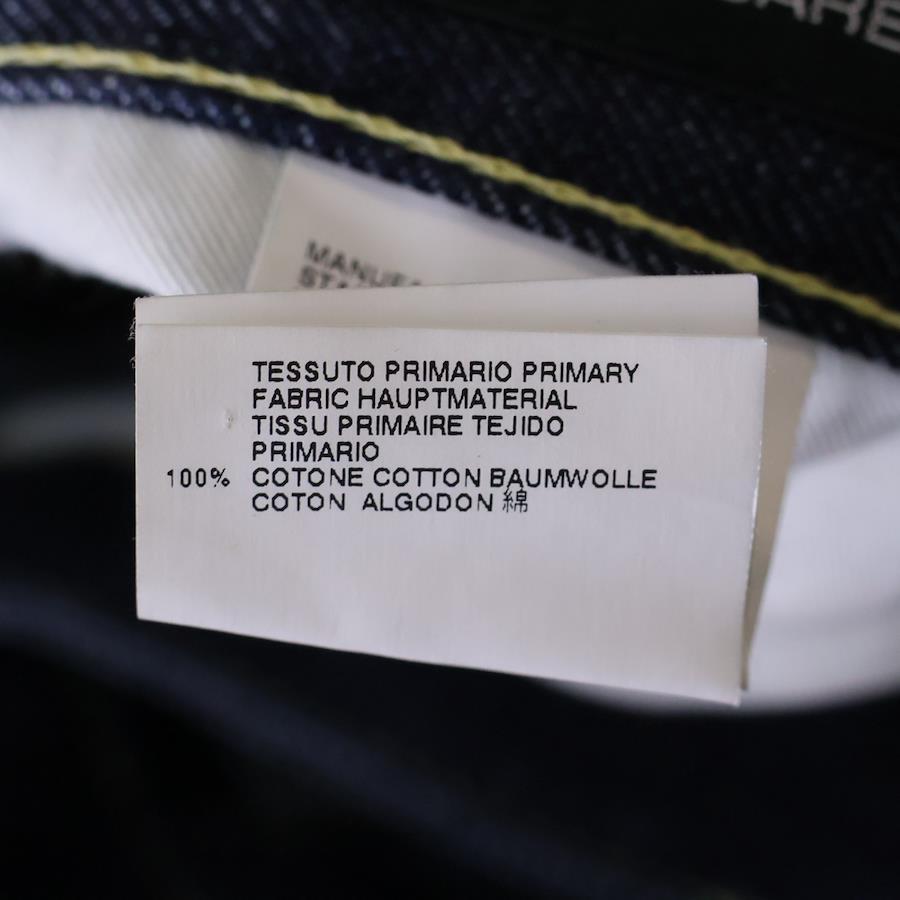 TESSUTO PRIMARIO PRIMARY
FABRIC HAUPTMATERIAL
TISSU PRIMAIRE TEJIDO
PRIMARIO
100% COTONE COTTON BAUMWOLLE
COTON ALGODON 綿